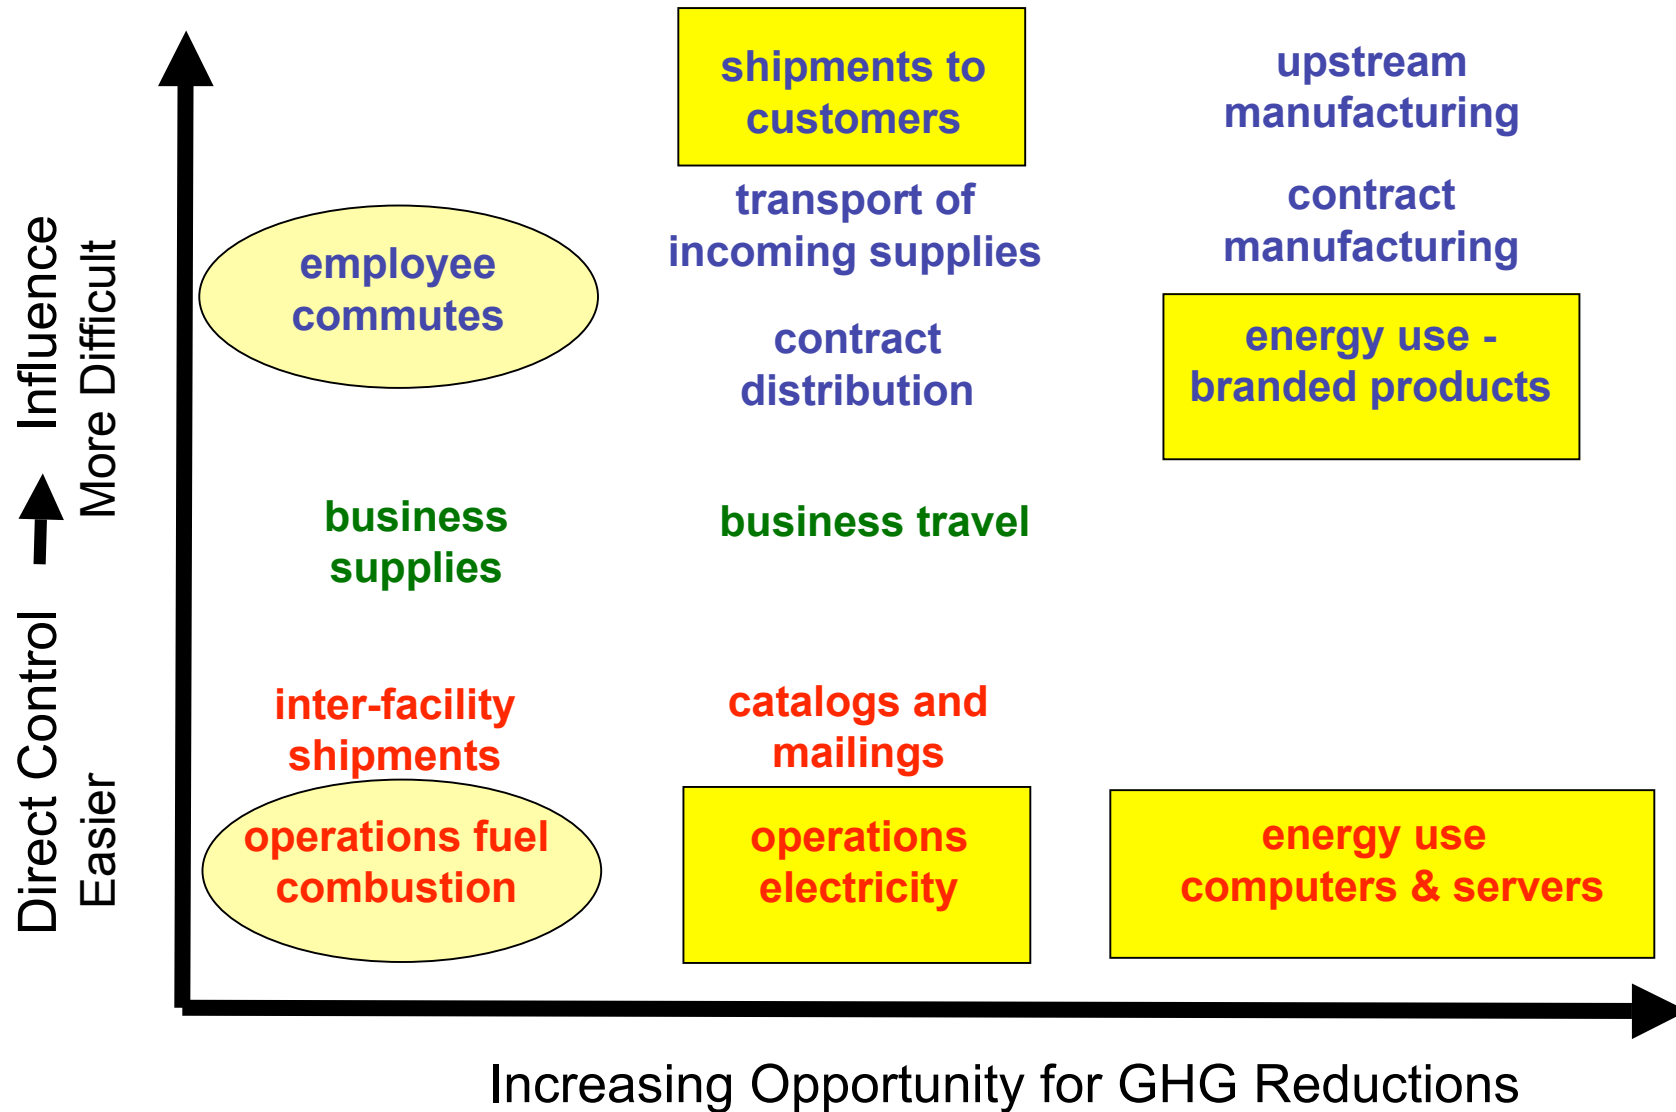 shipments to
customers
upstream
manufacturing
transport of
incoming supplies
contract
manufacturing
employee
commutes
contract
distribution
energy use -
branded products
business
supplies
business travel
inter-facility
shipments
catalogs and
mailings
operations fuel
combustion
operations
electricity
energy use
computers & servers
Direct Control
Influence
Easier
More Difficult
Increasing Opportunity for GHG Reductions